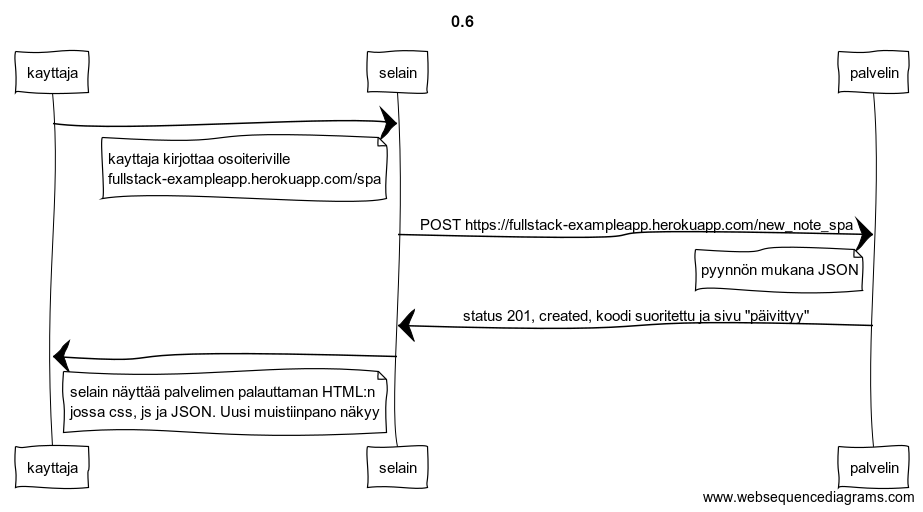 0.6
kayttaja
selain
palvelin
kayttaja kirjottaa osoiteriville
fullstack-exampleapp.herokuapp.com/spa
POST https://fullstack-exampleapp.herokuapp.com/new_note_spa
pyynnön mukana JSON
status 201, created, koodi suoritettu ja sivu "päivittyy"
selain näyttää palvelimen palauttaman HTML:n
jossa css, js ja JSON. Uusi muistiinpano näkyy
kayttaja
selain
palvelin
www.websequencediagrams.com